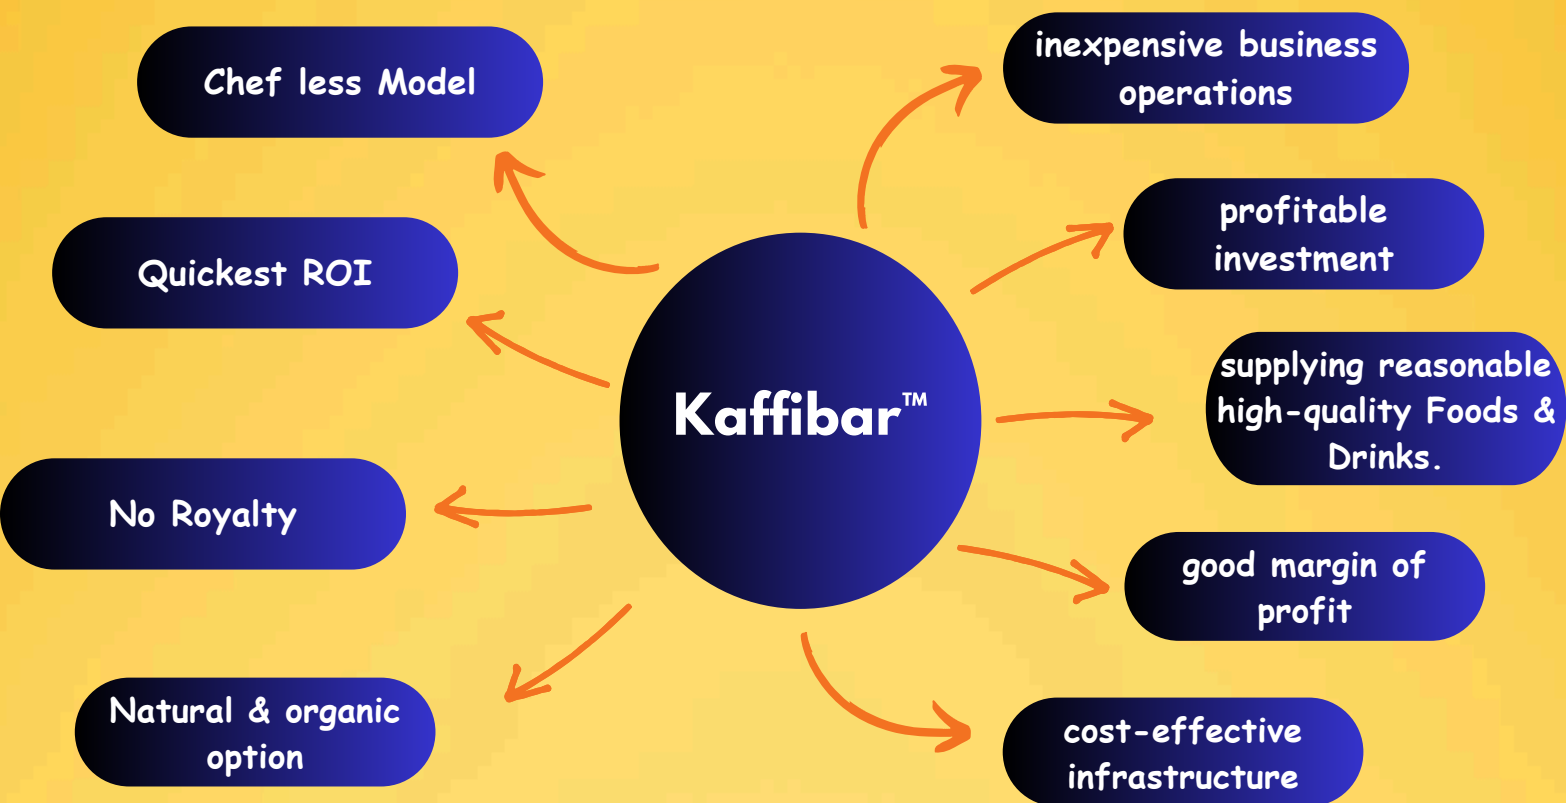 Chef less Model
Quickest ROI
No Royalty
Natural & organic
option
Kaffibar™
inexpensive business
operations
profitable
investment
supplying reasonable
high-quality Foods &
Drinks.
good margin of
profit
cost-effective
infrastructure